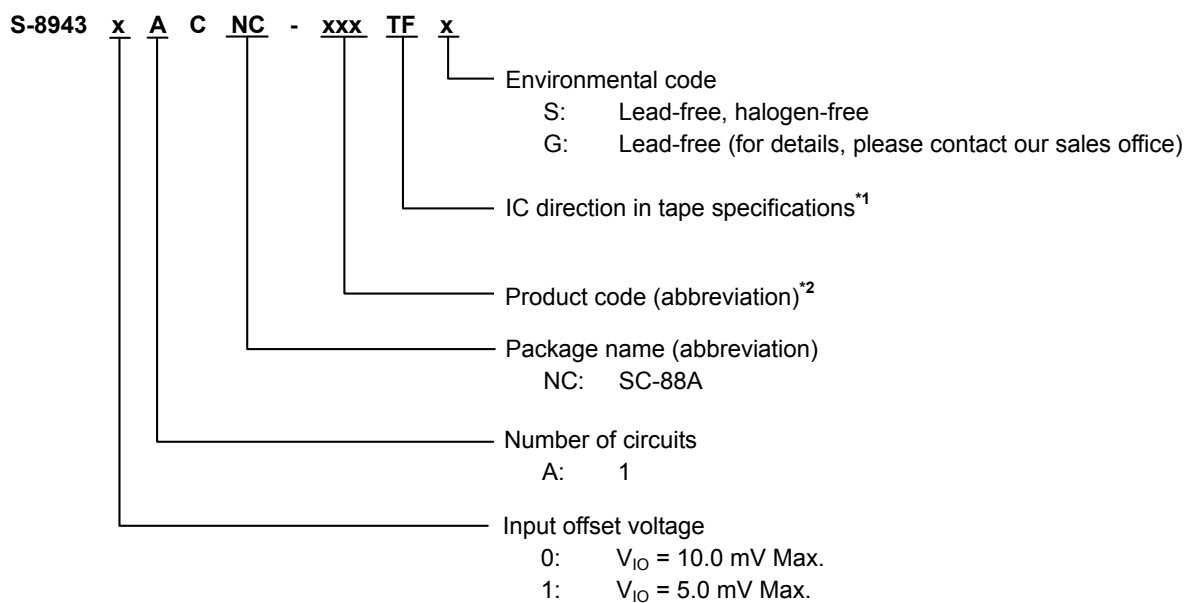 S-8943 x A C NC - xxx TF x
Environmental code
S: Lead-free, halogen-free
G: Lead-free (for details, please contact our sales office)
IC direction in tape specifications*1
Product code (abbreviation)*2
Package name (abbreviation)
NC: SC-88A
Number of circuits
A: 1
Input offset voltage
0: VIO = 10.0 mV Max.
1: VIO = 5.0 mV Max.